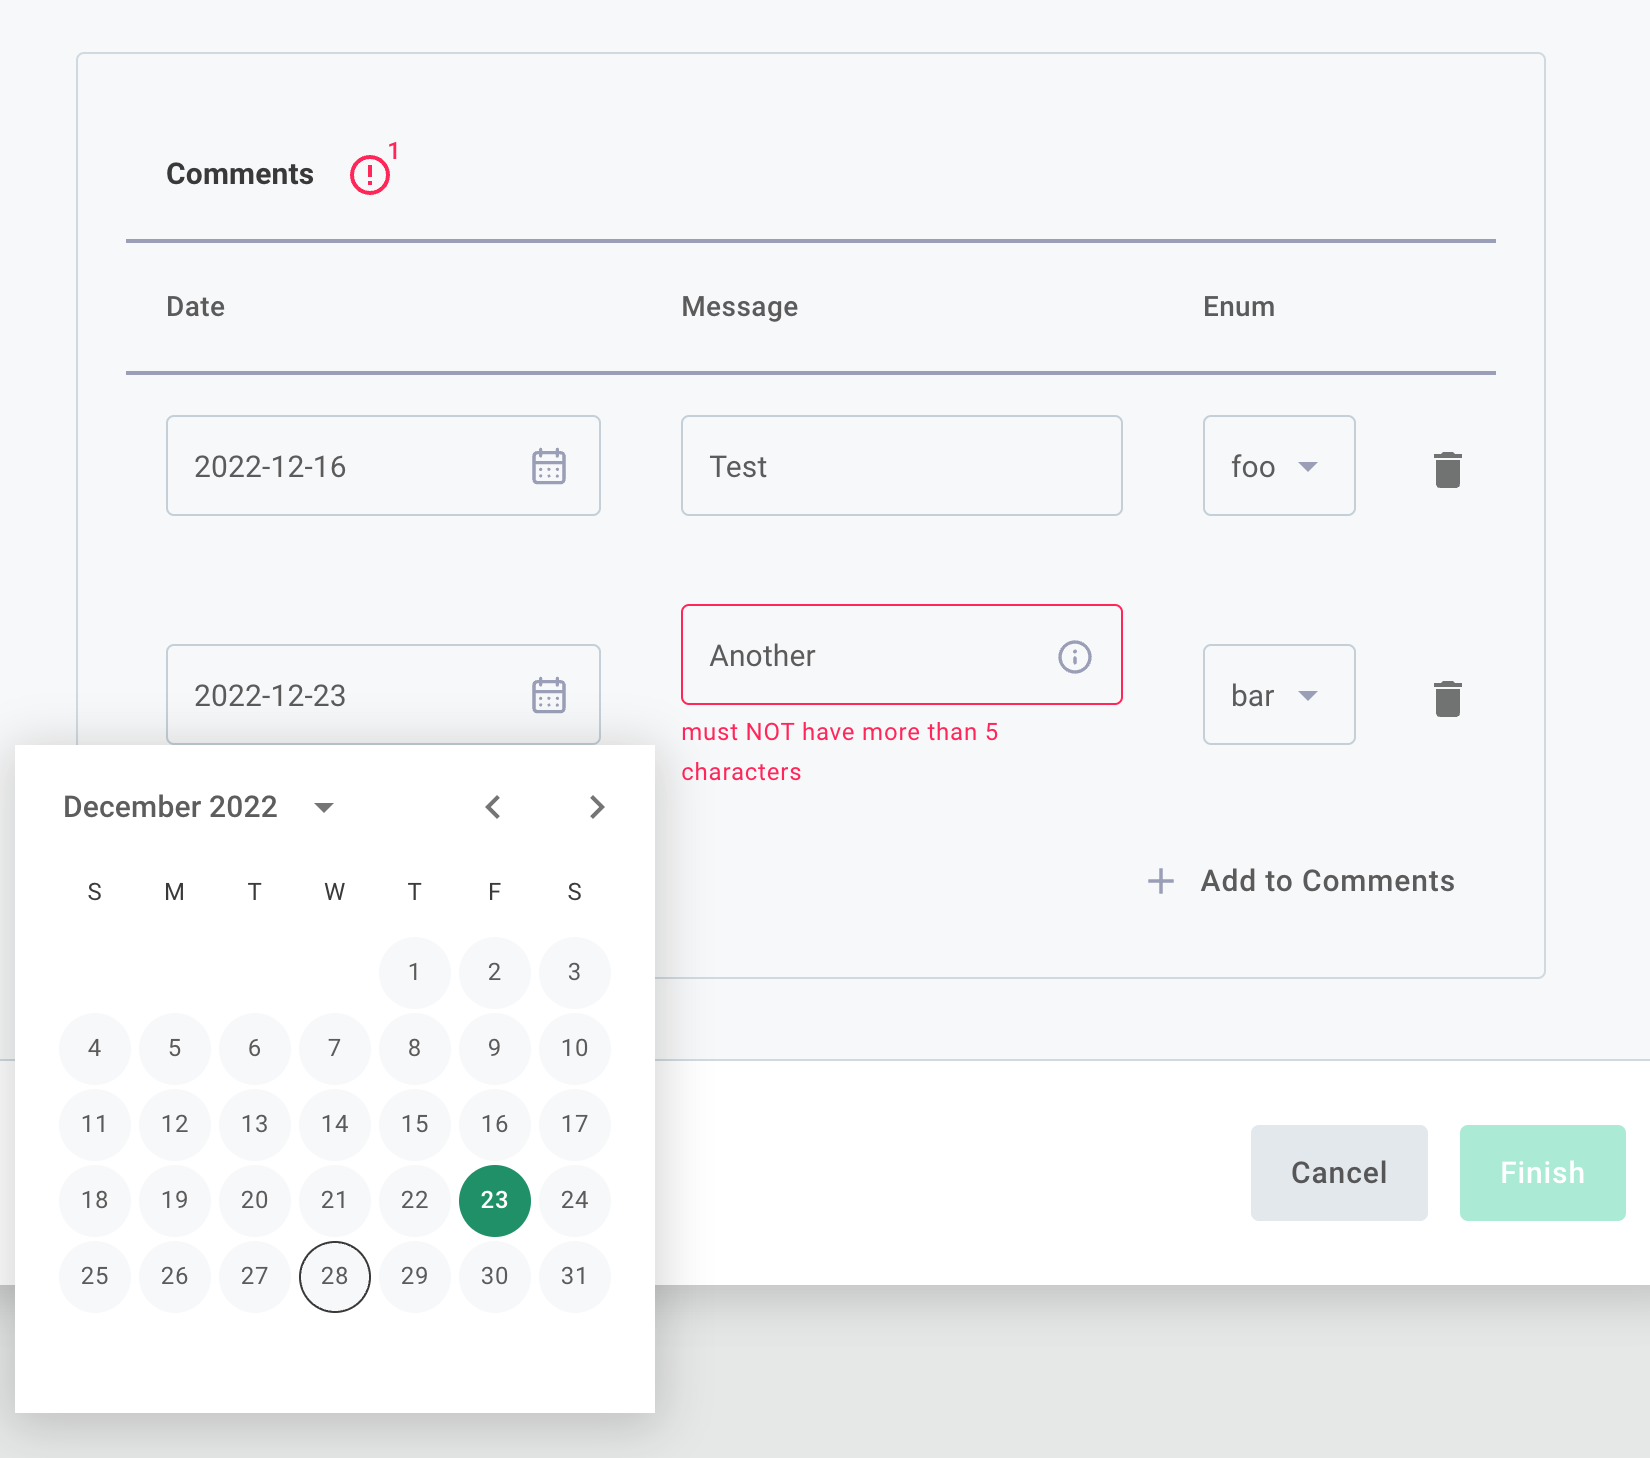 Comments 1
Date Message Enum
2022-12-16 Test foo
2022-12-23 Another bar
must NOT have more than 5
characters
December 2022
S M T W T F S
1 2 3
4 5 6 7 8 9 10
11 12 13 14 15 16 17
18 19 20 21 22 23 24
25 26 27 28 29 30 31
Add to Comments
Cancel Finish